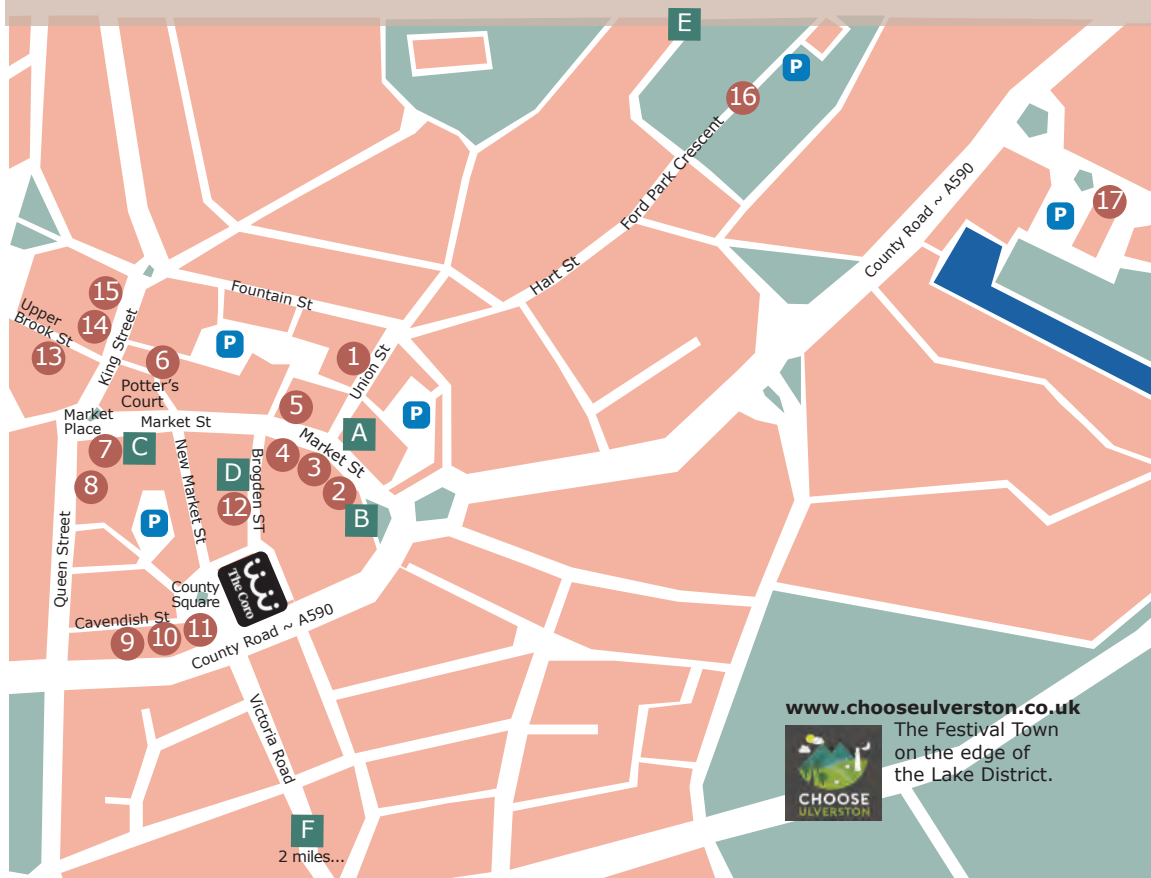 E
P
16
Ford Park Crescent
County Road ~ A590
17
P
Hart St
15
Fountain St
Upper
Brook St
14
King Street
P
13
6
1
Union St
Potter's
Court
5
P
Market
Place
Market St
A
7
C
New Market St
Brogden ST
4
Market St
3
D
8
2
12
B
P
Queen Street
The Coro
County
Square
Cavendish St
11
10
9
County Road ~ A590
Victoria Road
F
2 miles...
www.chooseulverston.co.uk
The Festival Town
on the edge of
the Lake District.
CHOOSE
ULVERSTON